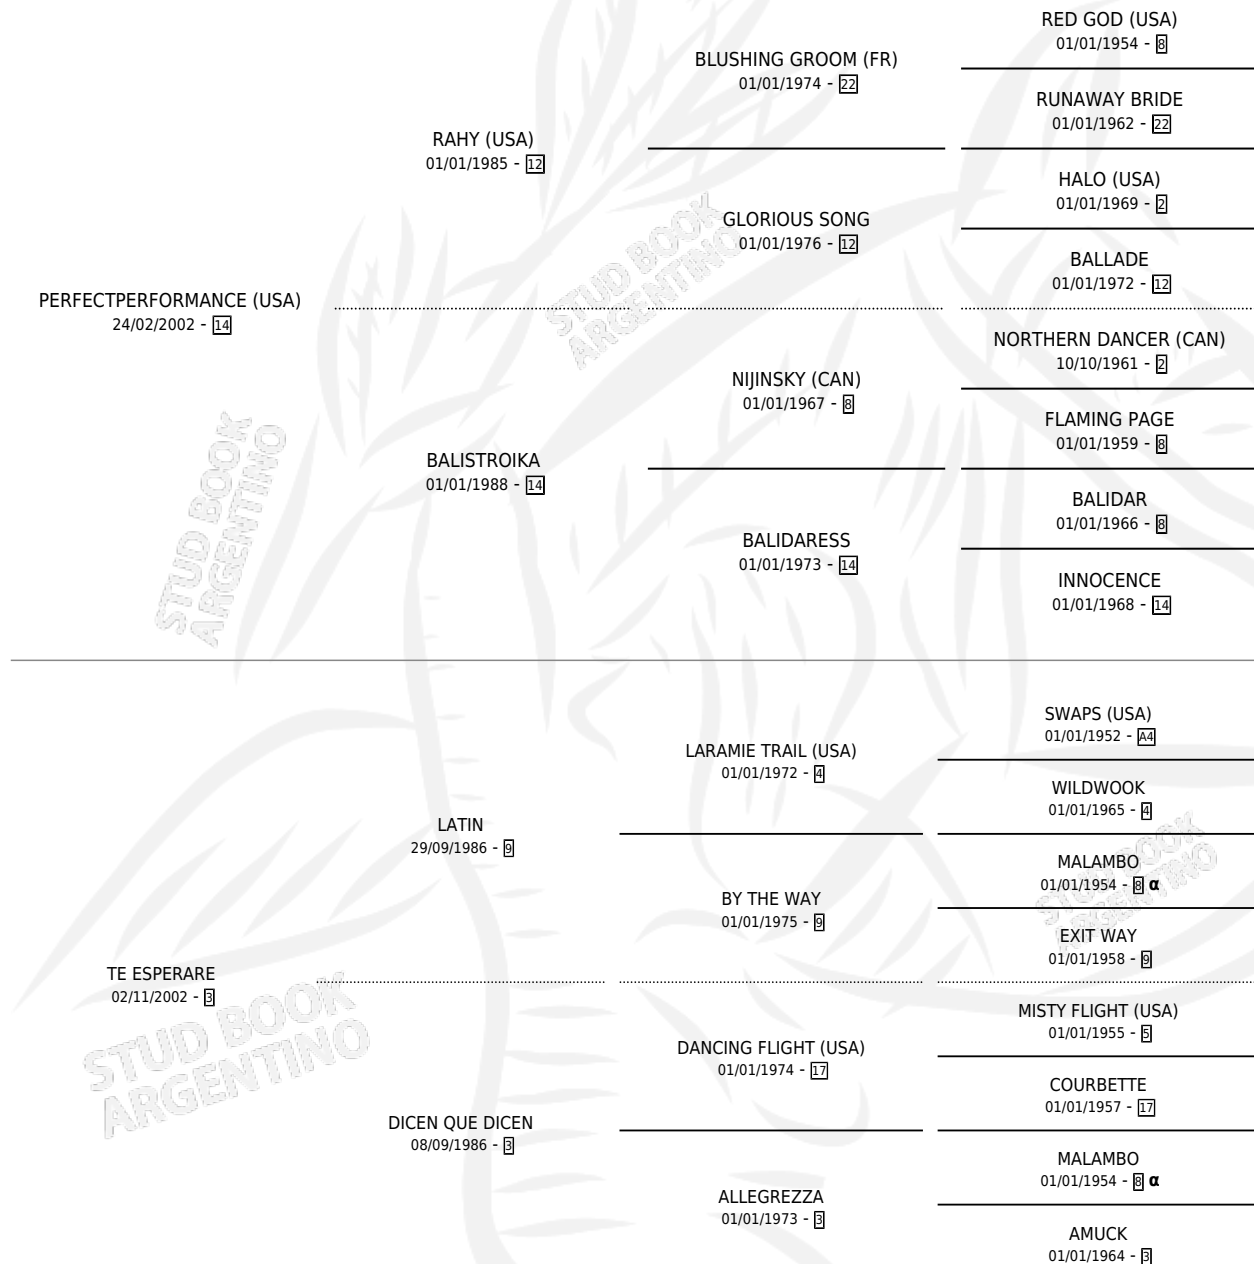 RED GOD (USA)
01/01/1954 - 8
BLUSHING GROOM (FR)
01/01/1974 - 22
RUNAWAY BRIDE
01/01/1962 - 22
RAHY (USA)
01/01/1985 - 12
HALO (USA)
01/01/1969 - 2
GLORIOUS SONG
01/01/1976 - 12
BALLADE
01/01/1972 - 12
PERFECTPERFORMANCE (USA)
24/02/2002 - 14
NORTHERN DANCER (CAN)
10/10/1961 - 2
NIJINSKY (CAN)
01/01/1967 - 8
FLAMING PAGE
01/01/1959 - 8
BALISTROIKA
01/01/1988 - 14
BALIDAR
01/01/1966 - 8
BALIDARESS
01/01/1973 - 14
INNOCENCE
01/01/1968 - 14
SWAPS (USA)
01/01/1952 - A4
LARAMIE TRAIL (USA)
01/01/1972 - 4
WILDWOOK
01/01/1965 - 4
LATIN
29/09/1986 - 9
MALAMBO
01/01/1954 - 8 α
BY THE WAY
01/01/1975 - 9
EXIT WAY
01/01/1958 - 9
TE ESPERARE
02/11/2002 - 3
MISTY FLIGHT (USA)
01/01/1955 - 5
DANCING FLIGHT (USA)
01/01/1974 - 17
COURBETTE
01/01/1957 - 17
DICEN QUE DICEN
08/09/1986 - 3
MALAMBO
01/01/1954 - 8 α
ALLEGREZZA
01/01/1973 - 3
AMUCK
01/01/1964 - 3
STUD BOOK
ARGENTINO
STUD BOOK
ARGENTINO
STUD BOOK
ARGENTINO
STUD BOOK
ARGENTINO